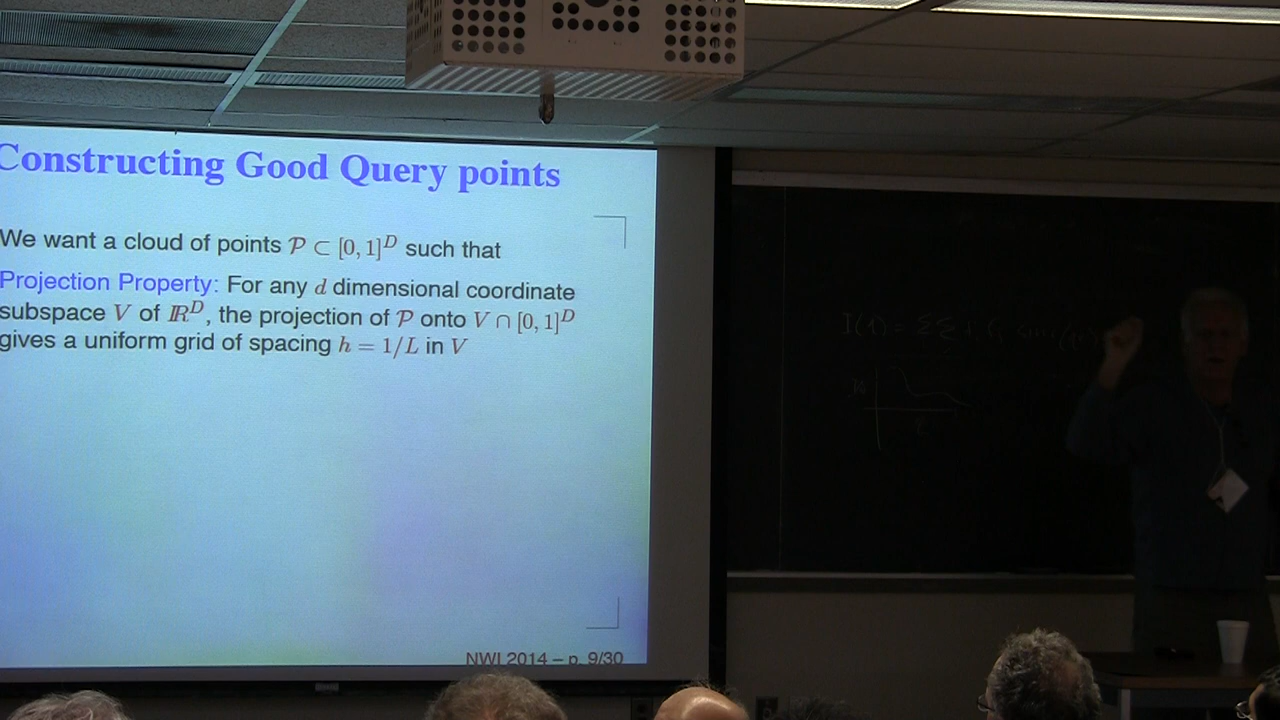 Constructing Good Query points
We want a cloud of points 𝒫 ⊂ [0, 1]^D such that
Projection Property: For any d dimensional coordinate
subspace V of ℝ^D, the projection of 𝒫 onto V ∩ [0, 1]^D
gives a uniform grid of spacing h = 1/L in V
NWI 2014 – p. 9/30